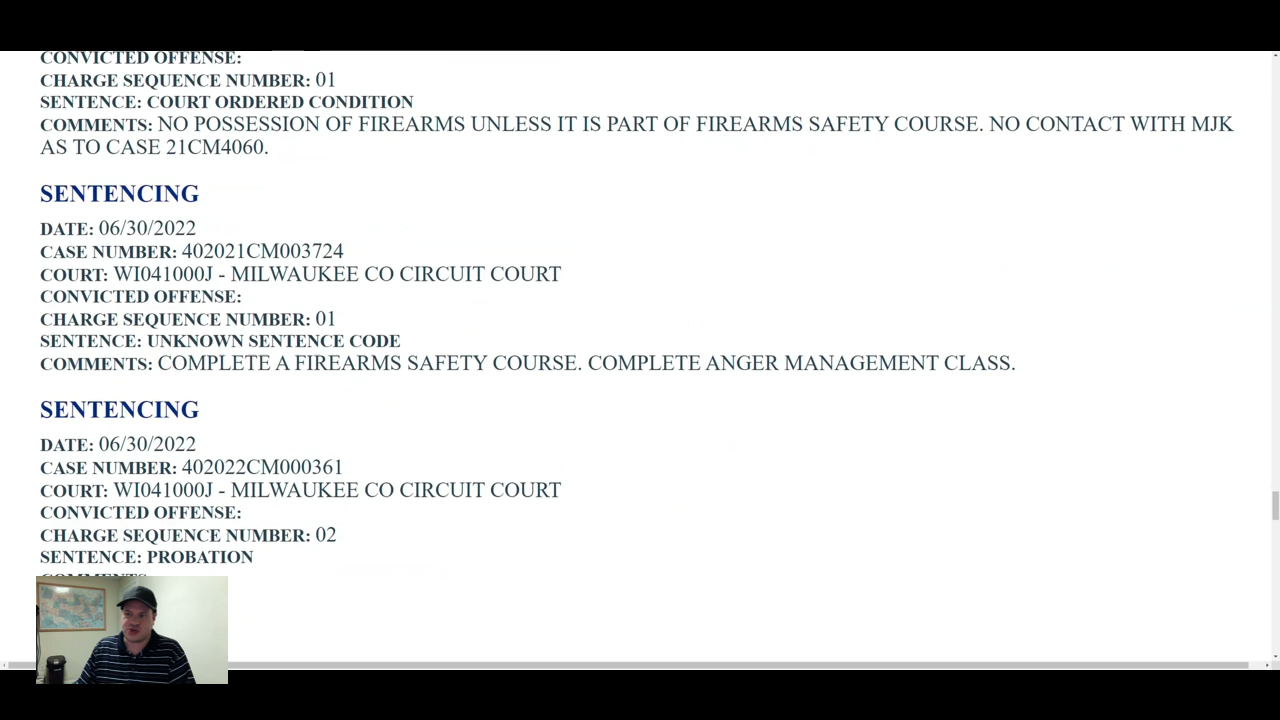 CONVICTED OFFENSE:
CHARGE SEQUENCE NUMBER: 01
SENTENCE: COURT ORDERED CONDITION
COMMENTS: NO POSSESSION OF FIREARMS UNLESS IT IS PART OF FIREARMS SAFETY COURSE. NO CONTACT WITH MJK
AS TO CASE 21CM4060.
SENTENCING
DATE: 06/30/2022
CASE NUMBER: 402021CM003724
COURT: WI041000J - MILWAUKEE CO CIRCUIT COURT
CONVICTED OFFENSE:
CHARGE SEQUENCE NUMBER: 01
SENTENCE: UNKNOWN SENTENCE CODE
COMMENTS: COMPLETE A FIREARMS SAFETY COURSE. COMPLETE ANGER MANAGEMENT CLASS.
SENTENCING
DATE: 06/30/2022
CASE NUMBER: 402022CM000361
COURT: WI041000J - MILWAUKEE CO CIRCUIT COURT
CONVICTED OFFENSE:
CHARGE SEQUENCE NUMBER: 02
SENTENCE: PROBATION